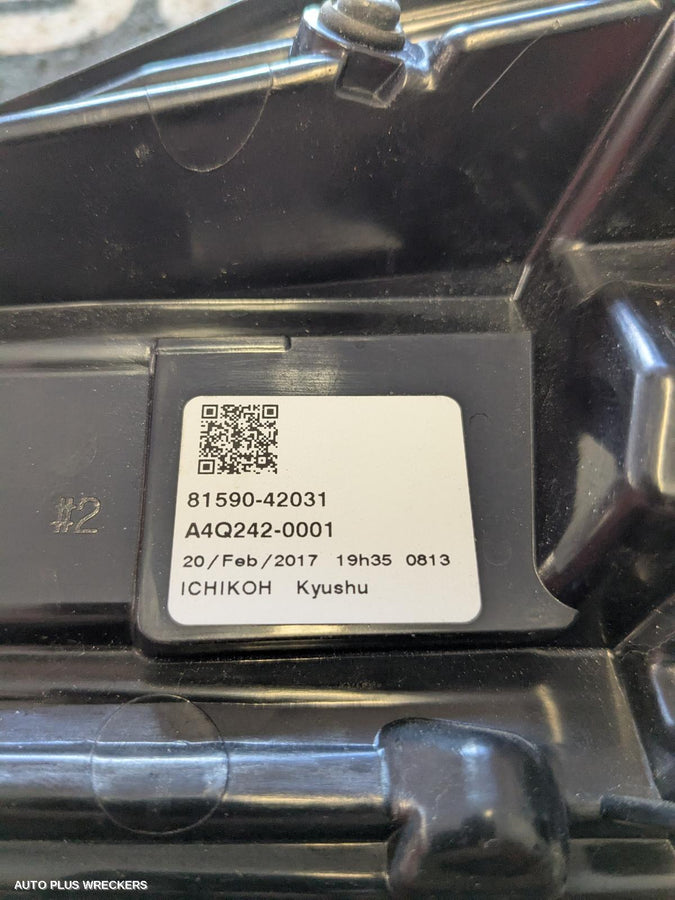 81590-42031
A4Q242-0001
20/Feb/2017 19h35 0813
ICHIKOH Kyushu
#2
AUTO PLUS WRECKERS